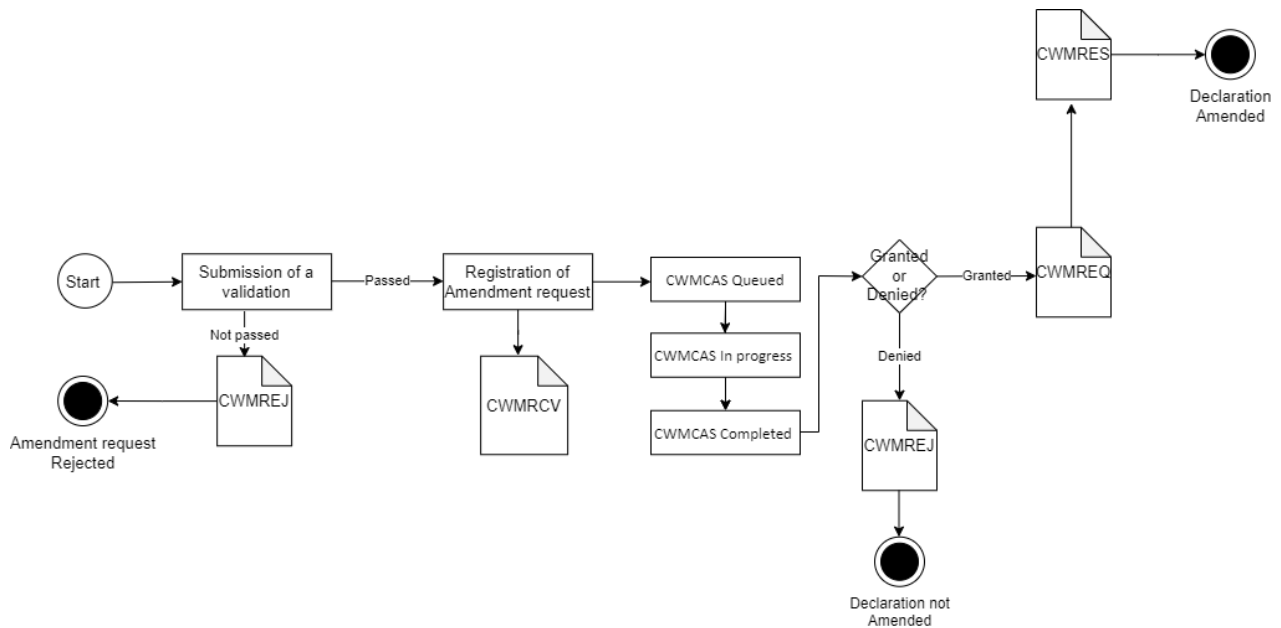 CWMRES
Declaration
Amended
Start
Submission of a
validation
Passed
Registration of
Amendment request
CWMCAS Queued
Granted
or
Denied?
Granted
CWMREQ
Not passed
CWMCAS In progress
Denied
CWMREJ
Amendment request
Rejected
CWMRCV
CWMCAS Completed
CWMREJ
Declaration not
Amended